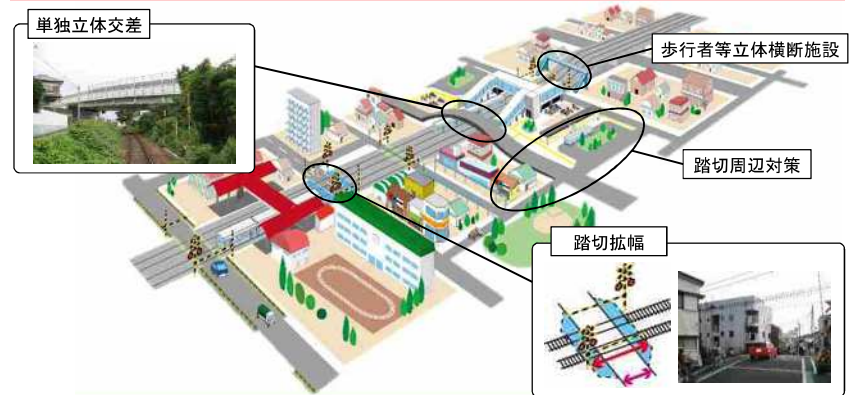 単独立体交差
歩行者等立体横断施設
踏切周辺対策
踏切拡幅